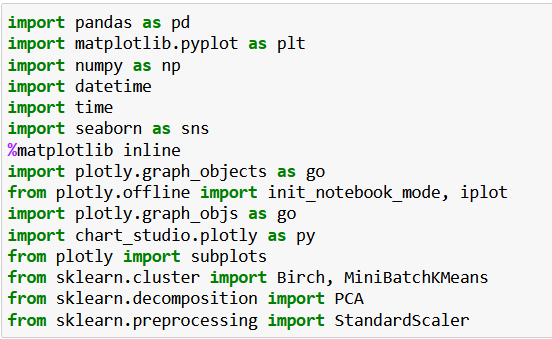 import pandas as pd
import matplotlib.pyplot as plt
import numpy as np
import datetime
import time
import seaborn as sns
%matplotlib inline
import plotly.graph_objects as go
from plotly.offline import init_notebook_mode, iplot
import plotly.graph_objs as go
import chart_studio.plotly as py
from plotly import subplots
from sklearn.cluster import Birch, MiniBatchKMeans
from sklearn.decomposition import PCA
from sklearn.preprocessing import StandardScaler